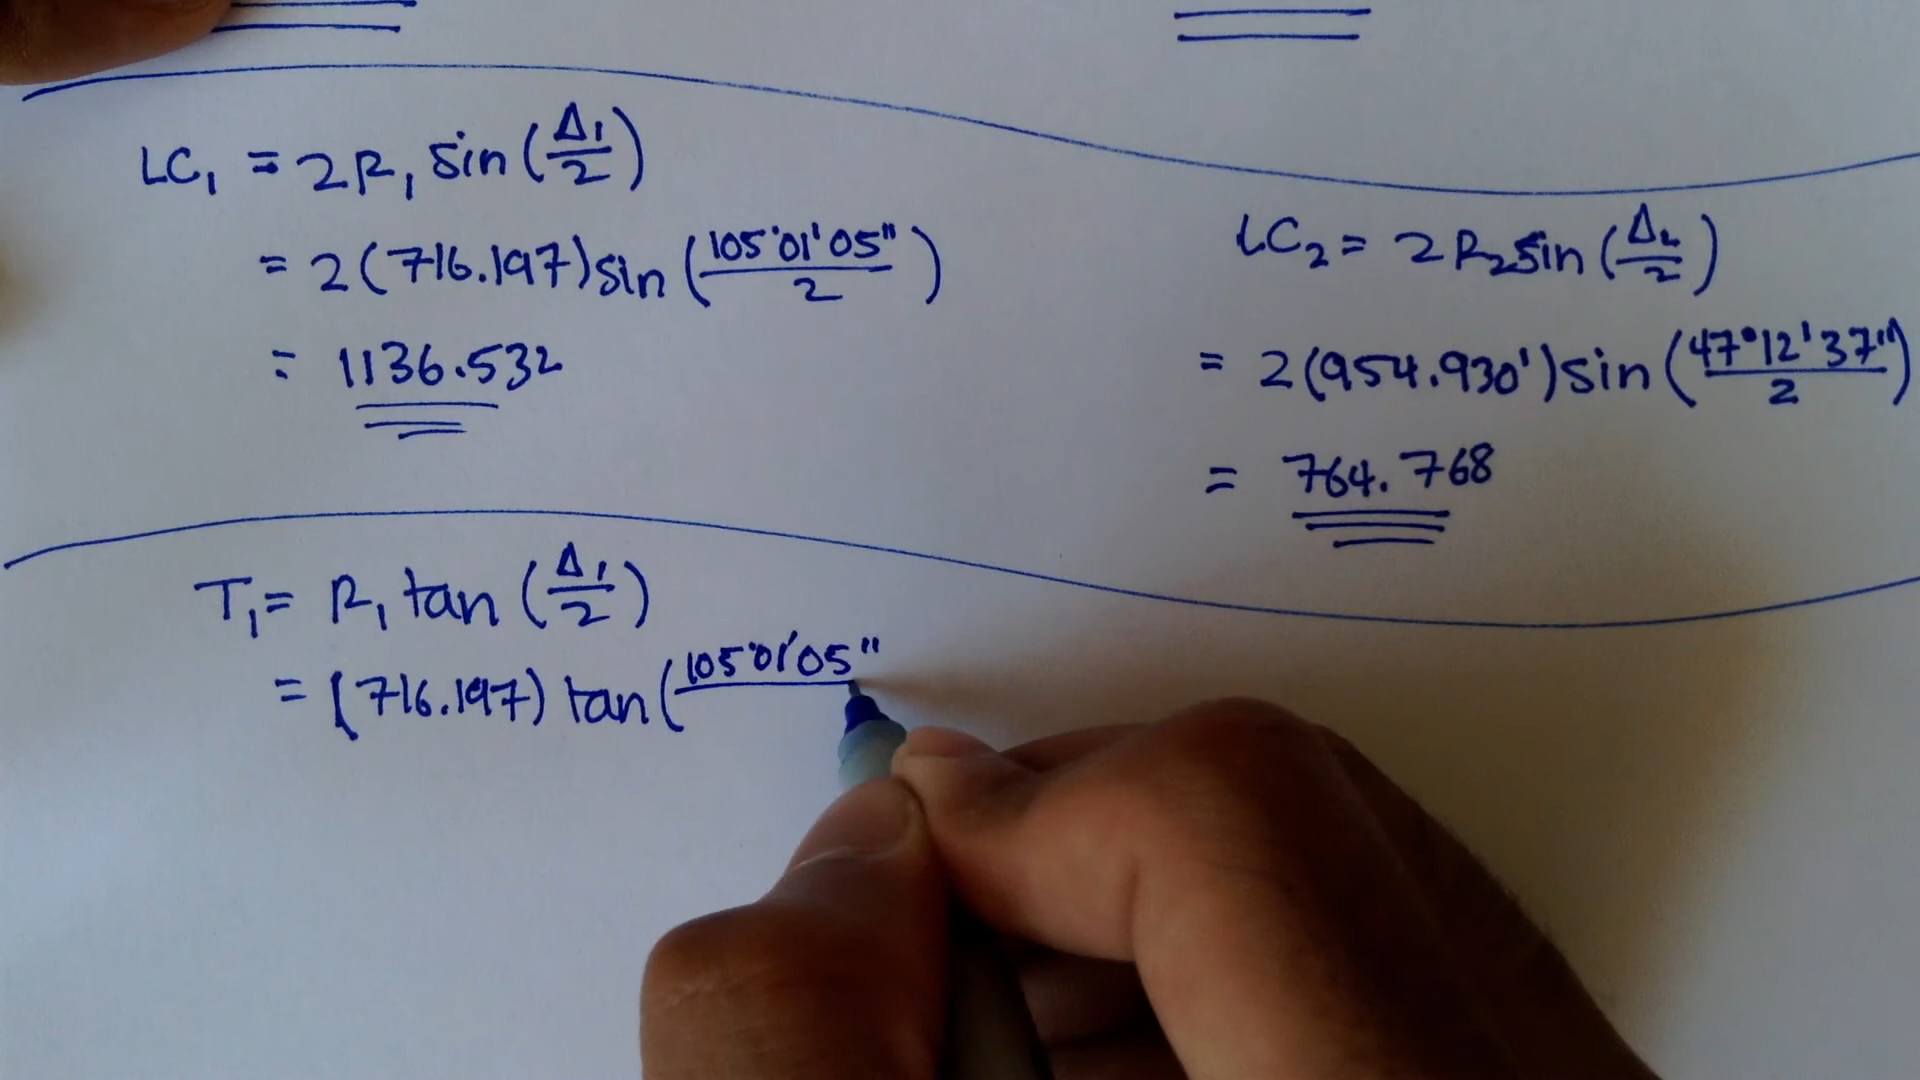 LC₁ = 2R₁ sin(Δ₁/2)
= 2(716.197)sin(105°01'05"/2)
= 1136.532
LC₂ = 2R₂sin(Δ₂/2)
= 2(954.930')sin(47°12'37"/2)
= 764.768
T₁ = R₁ tan(Δ₁/2)
= (716.197) tan(105°01'05"